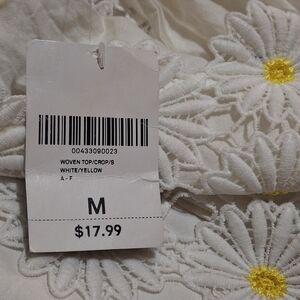 00433090023
WOVEN TOP/CROP/S
WHITE/YELLOW
A - F
M
$17.99